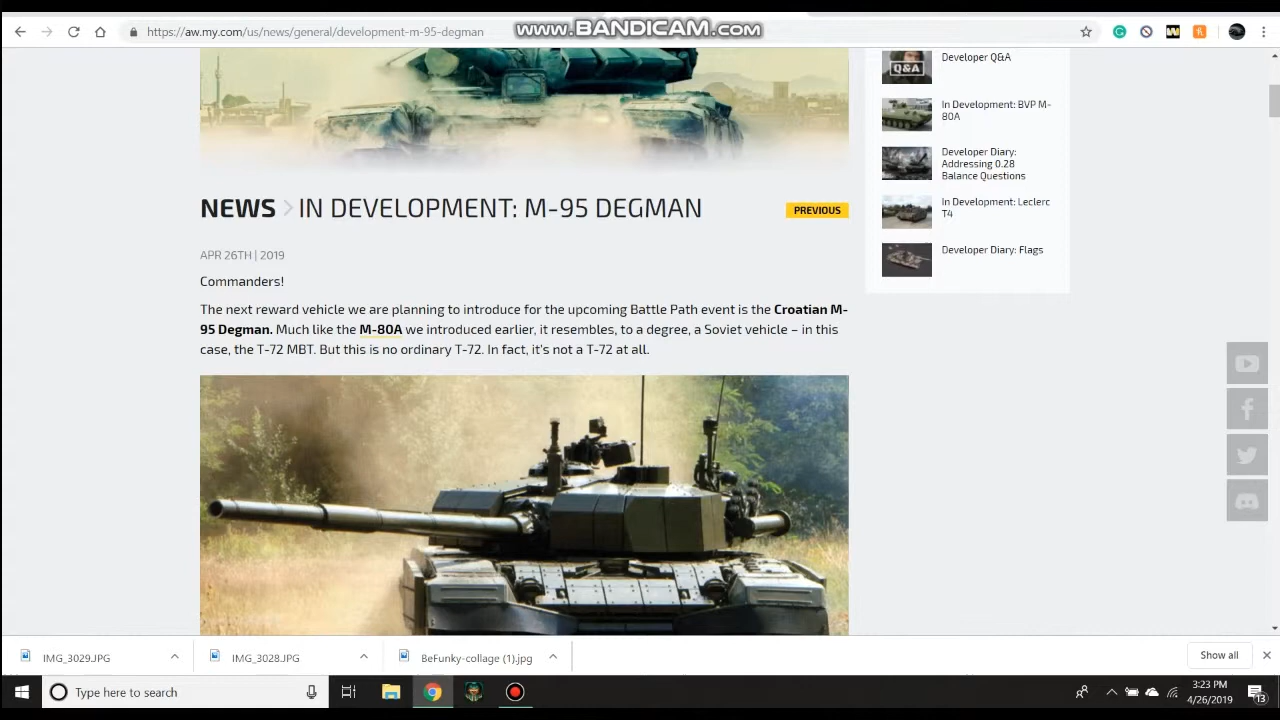 www.BANDICAM.com
https://aw.my.com/us/news/general/development-m-95-degman
Q&A
Developer Q&A
In Development: BVP M-
80A
Developer Diary:
Addressing 0.28
Balance Questions
In Development: Leclerc
T4
Developer Diary: Flags
NEWS > IN DEVELOPMENT: M-95 DEGMAN
PREVIOUS
APR 26TH | 2019
Commanders!
The next reward vehicle we are planning to introduce for the upcoming Battle Path event is the Croatian M-
95 Degman. Much like the M-80A we introduced earlier, it resembles, to a degree, a Soviet vehicle – in this
case, the T-72 MBT. But this is no ordinary T-72. In fact, it's not a T-72 at all.
IMG_3029.JPG
IMG_3028.JPG
BeFunky-collage (1).jpg
Show all
Type here to search
3:23 PM
4/26/2019
13